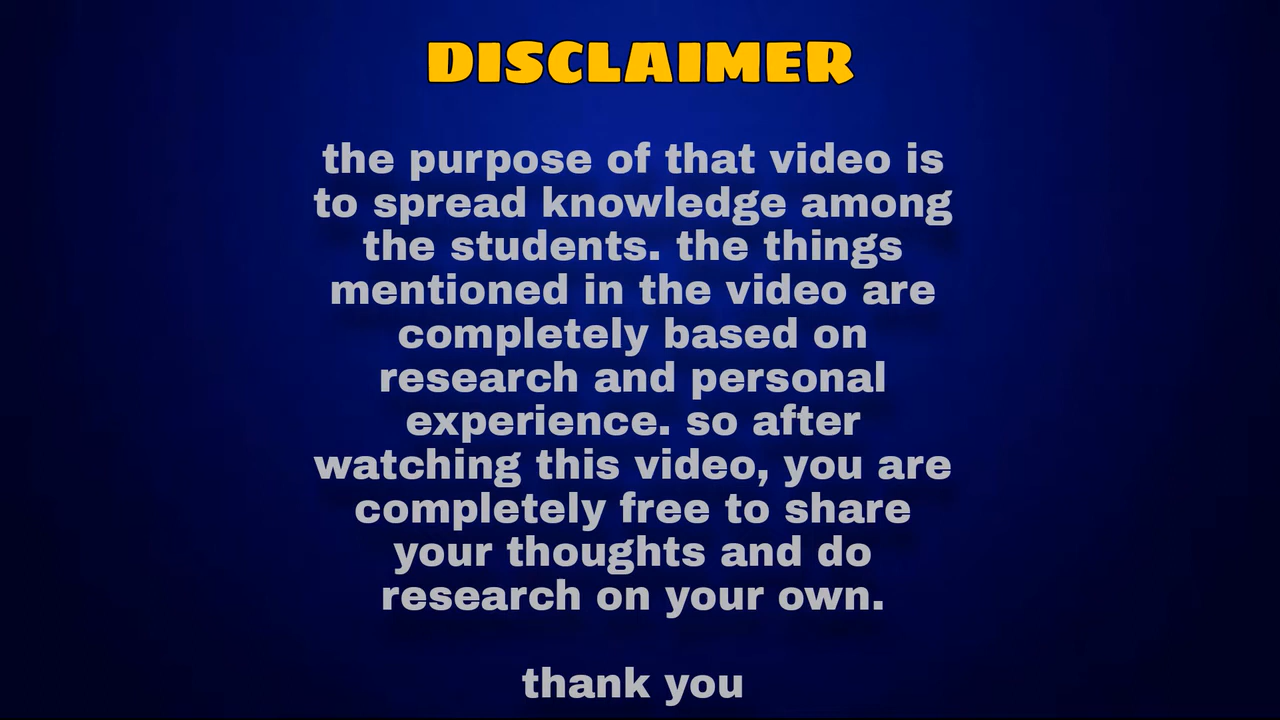 DISCLAIMER
the purpose of that video is
to spread knowledge among
the students. the things
mentioned in the video are
completely based on
research and personal
experience. so after
watching this video, you are
completely free to share
your thoughts and do
research on your own.
thank you